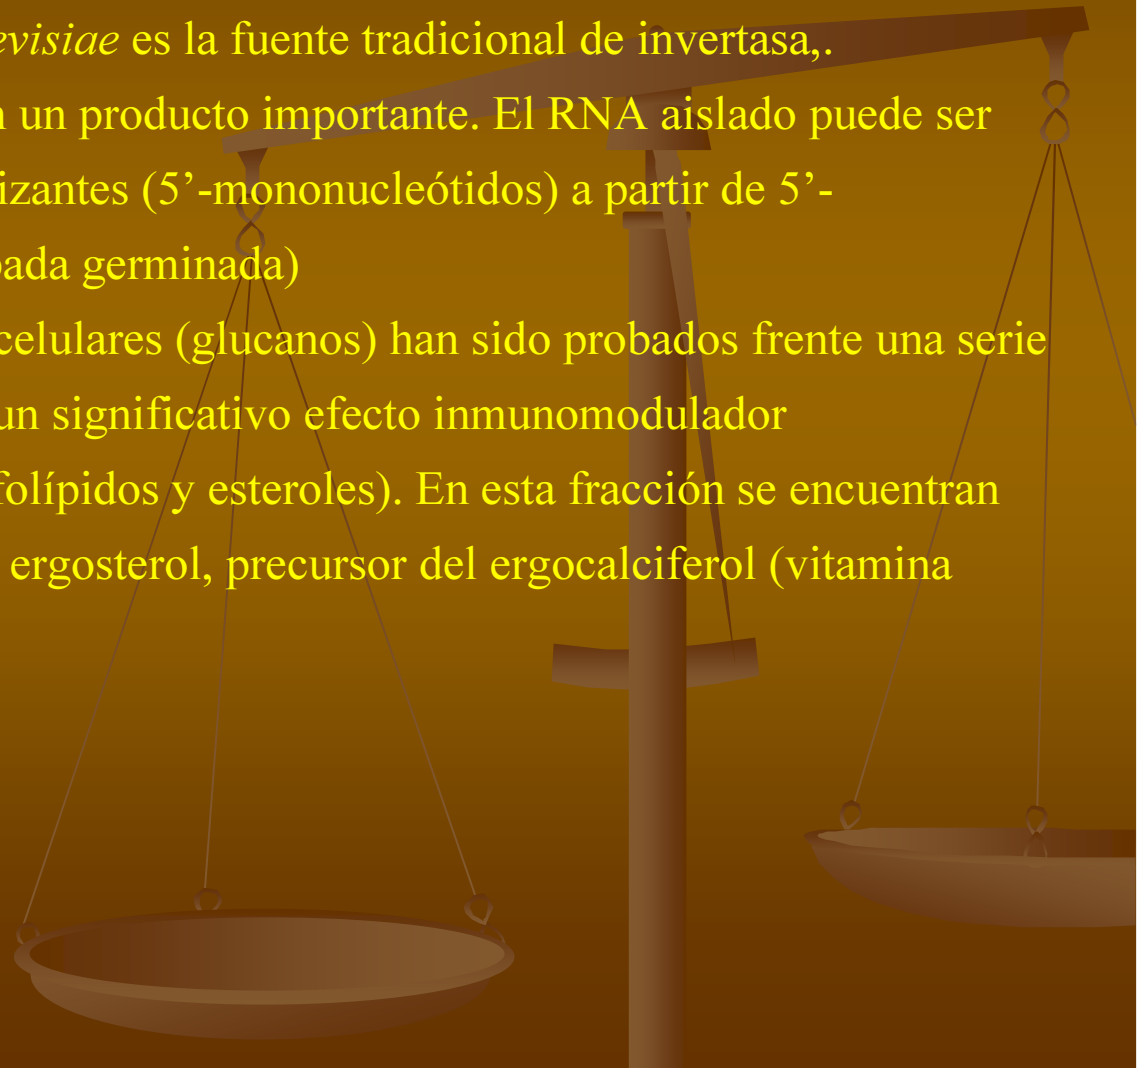 evisiae es la fuente tradicional de invertasa,.
n un producto importante. El RNA aislado puede ser
izantes (5’-mononucleótidos) a partir de 5’-
bada germinada)
celulares (glucanos) han sido probados frente una serie
un significativo efecto inmunomodulador
folípidos y esteroles). En esta fracción se encuentran
ergosterol, precursor del ergocalciferol (vitamina